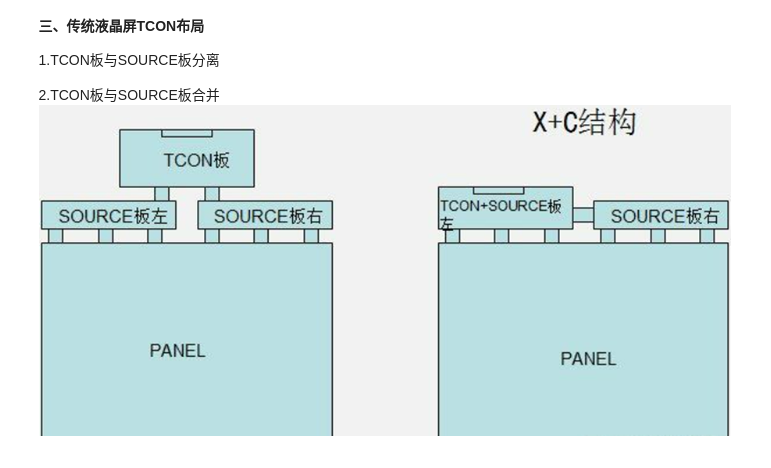 三、传统液晶屏TCON布局
1.TCON板与SOURCE板分离
2.TCON板与SOURCE板合并
X+C结构
TCON板
SOURCE板左
SOURCE板右
PANEL
TCON+SOURCE板
左
SOURCE板右
PANEL